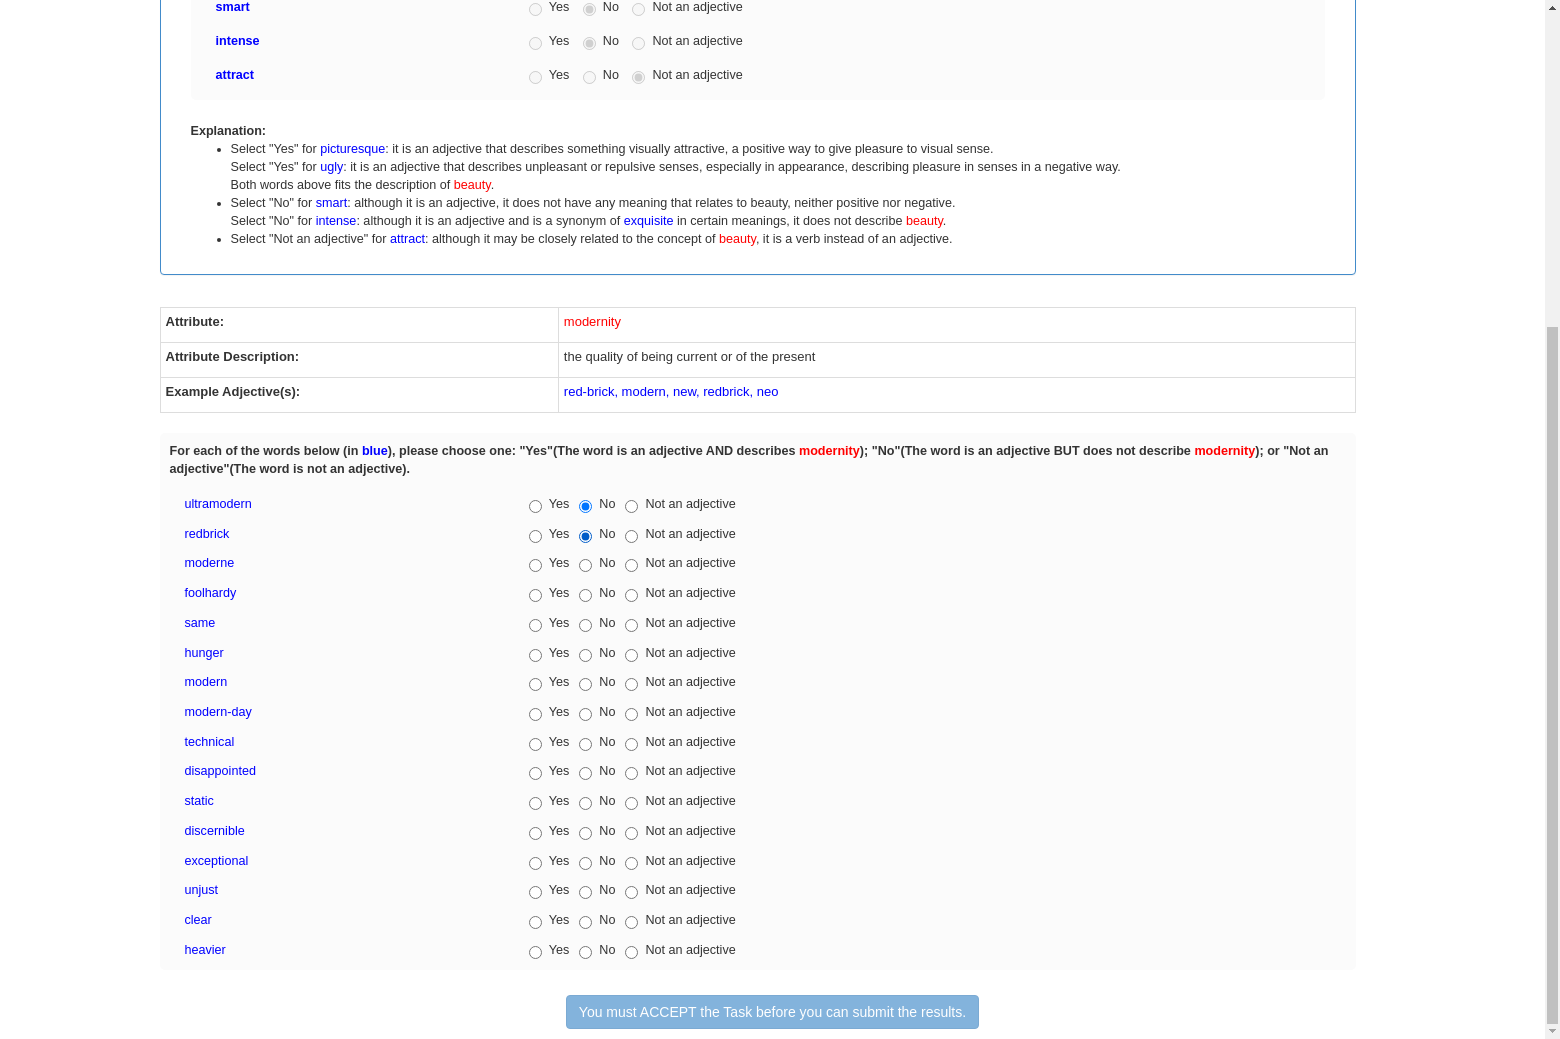 smart Yes No Not an adjective
intense Yes No Not an adjective
attract Yes No Not an adjective
Explanation:
Select "Yes" for picturesque: it is an adjective that describes something visually attractive, a positive way to give pleasure to visual sense.
Select "Yes" for ugly: it is an adjective that describes unpleasant or repulsive senses, especially in appearance, describing pleasure in senses in a negative way.
Both words above fits the description of beauty.
Select "No" for smart: although it is an adjective, it does not have any meaning that relates to beauty, neither positive nor negative.
Select "No" for intense: although it is an adjective and is a synonym of exquisite in certain meanings, it does not describe beauty.
Select "Not an adjective" for attract: although it may be closely related to the concept of beauty, it is a verb instead of an adjective.
Attribute: modernity
Attribute Description: the quality of being current or of the present
Example Adjective(s): red-brick, modern, new, redbrick, neo
For each of the words below (in blue), please choose one: "Yes"(The word is an adjective AND describes modernity); "No"(The word is an adjective BUT does not describe modernity); or "Not an
adjective"(The word is not an adjective).
ultramodern Yes No Not an adjective
redbrick Yes No Not an adjective
moderne Yes No Not an adjective
foolhardy Yes No Not an adjective
same Yes No Not an adjective
hunger Yes No Not an adjective
modern Yes No Not an adjective
modern-day Yes No Not an adjective
technical Yes No Not an adjective
disappointed Yes No Not an adjective
static Yes No Not an adjective
discernible Yes No Not an adjective
exceptional Yes No Not an adjective
unjust Yes No Not an adjective
clear Yes No Not an adjective
heavier Yes No Not an adjective
You must ACCEPT the Task before you can submit the results.